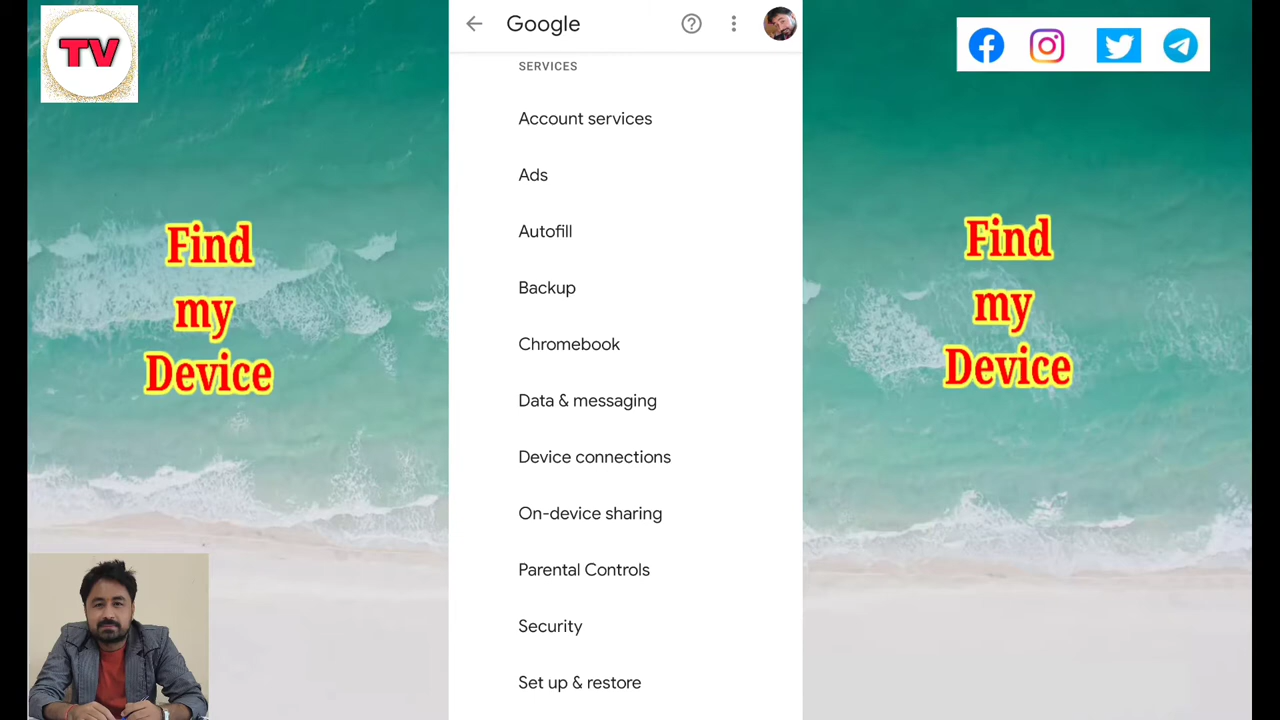 TV
Google
SERVICES
Account services
Ads
Autofill
Backup
Chromebook
Data & messaging
Device connections
On-device sharing
Parental Controls
Security
Set up & restore
Find
my
Device
Find
my
Device